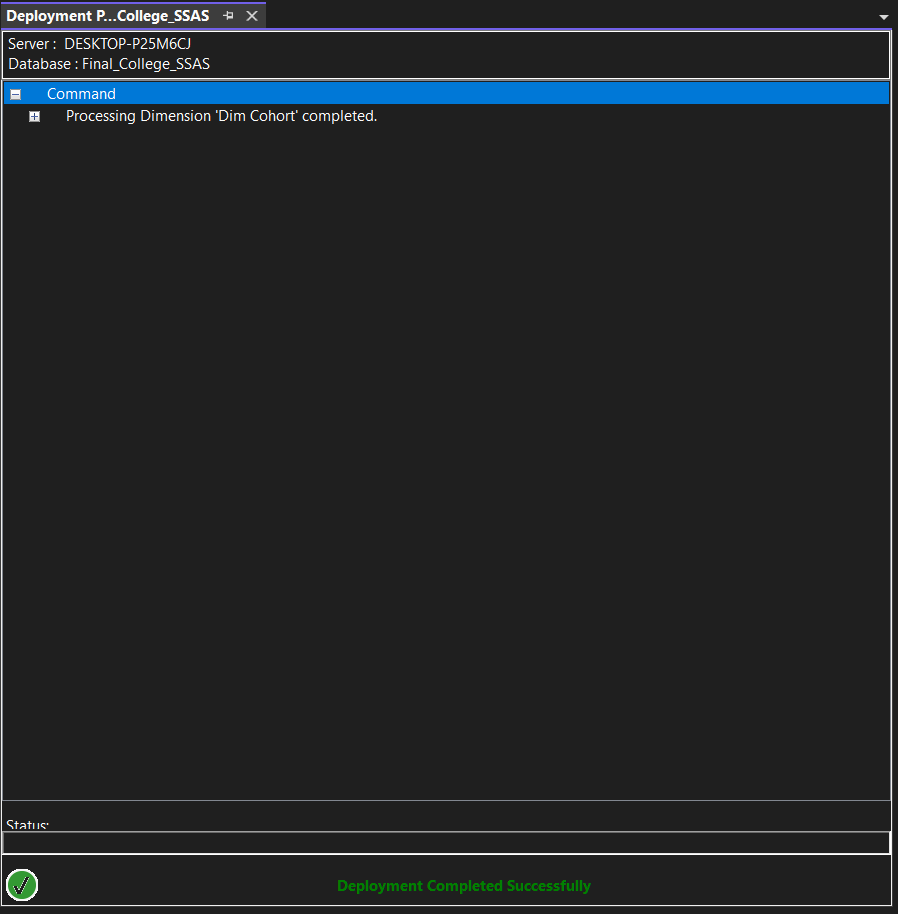 Deployment P...College_SSAS
Server : DESKTOP-P25M6CJ
Database : Final_College_SSAS
Command
Processing Dimension 'Dim Cohort' completed.
Status:
Deployment Completed Successfully